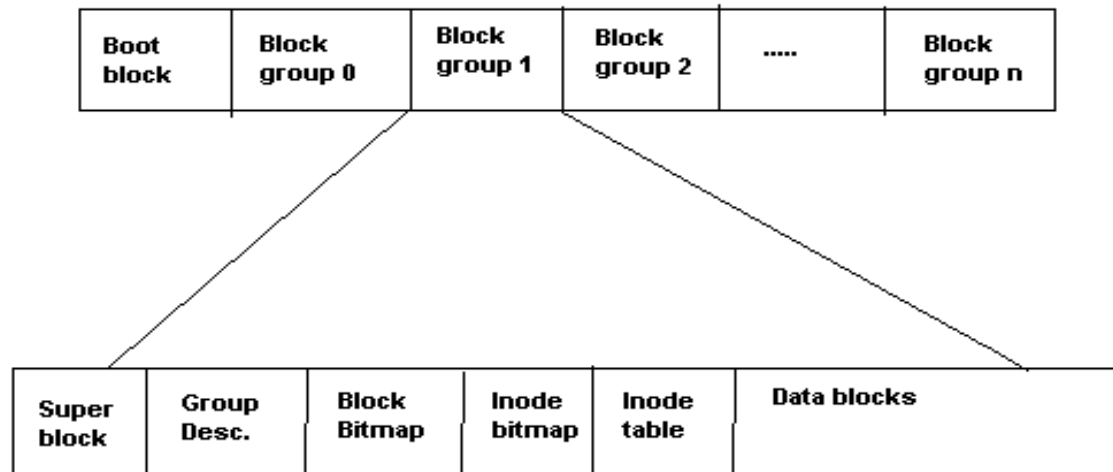 Boot
block
Block
group 0
Block
group 1
Block
group 2
.....
Block
group n
Super
block
Group
Desc.
Block
Bitmap
Inode
bitmap
Inode
table
Data blocks